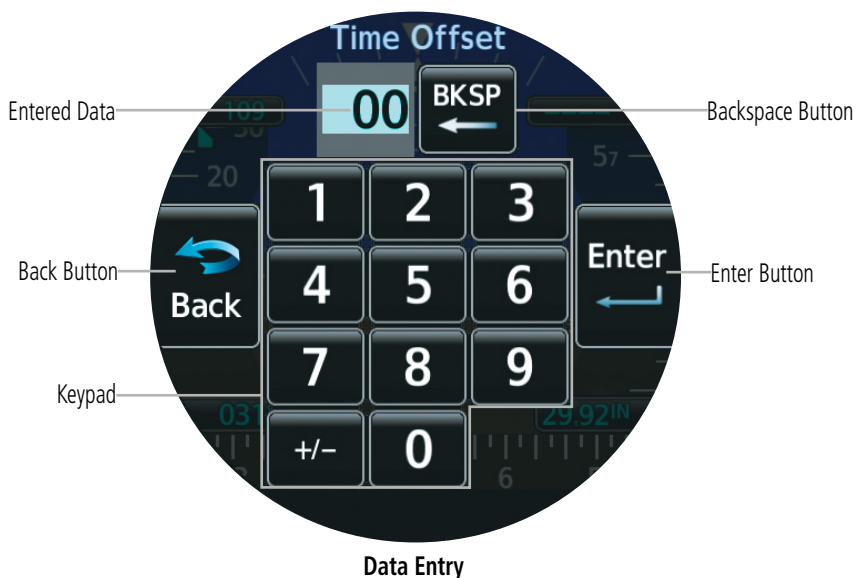 Time Offset
Entered Data
00
BKSP
Backspace Button
109
30
20
57
1 2 3
Back Button
Back
4 5 6
Enter
Enter Button
7 8 9
Keypad
031
29.92IN
+/− 0
3
6
Data Entry